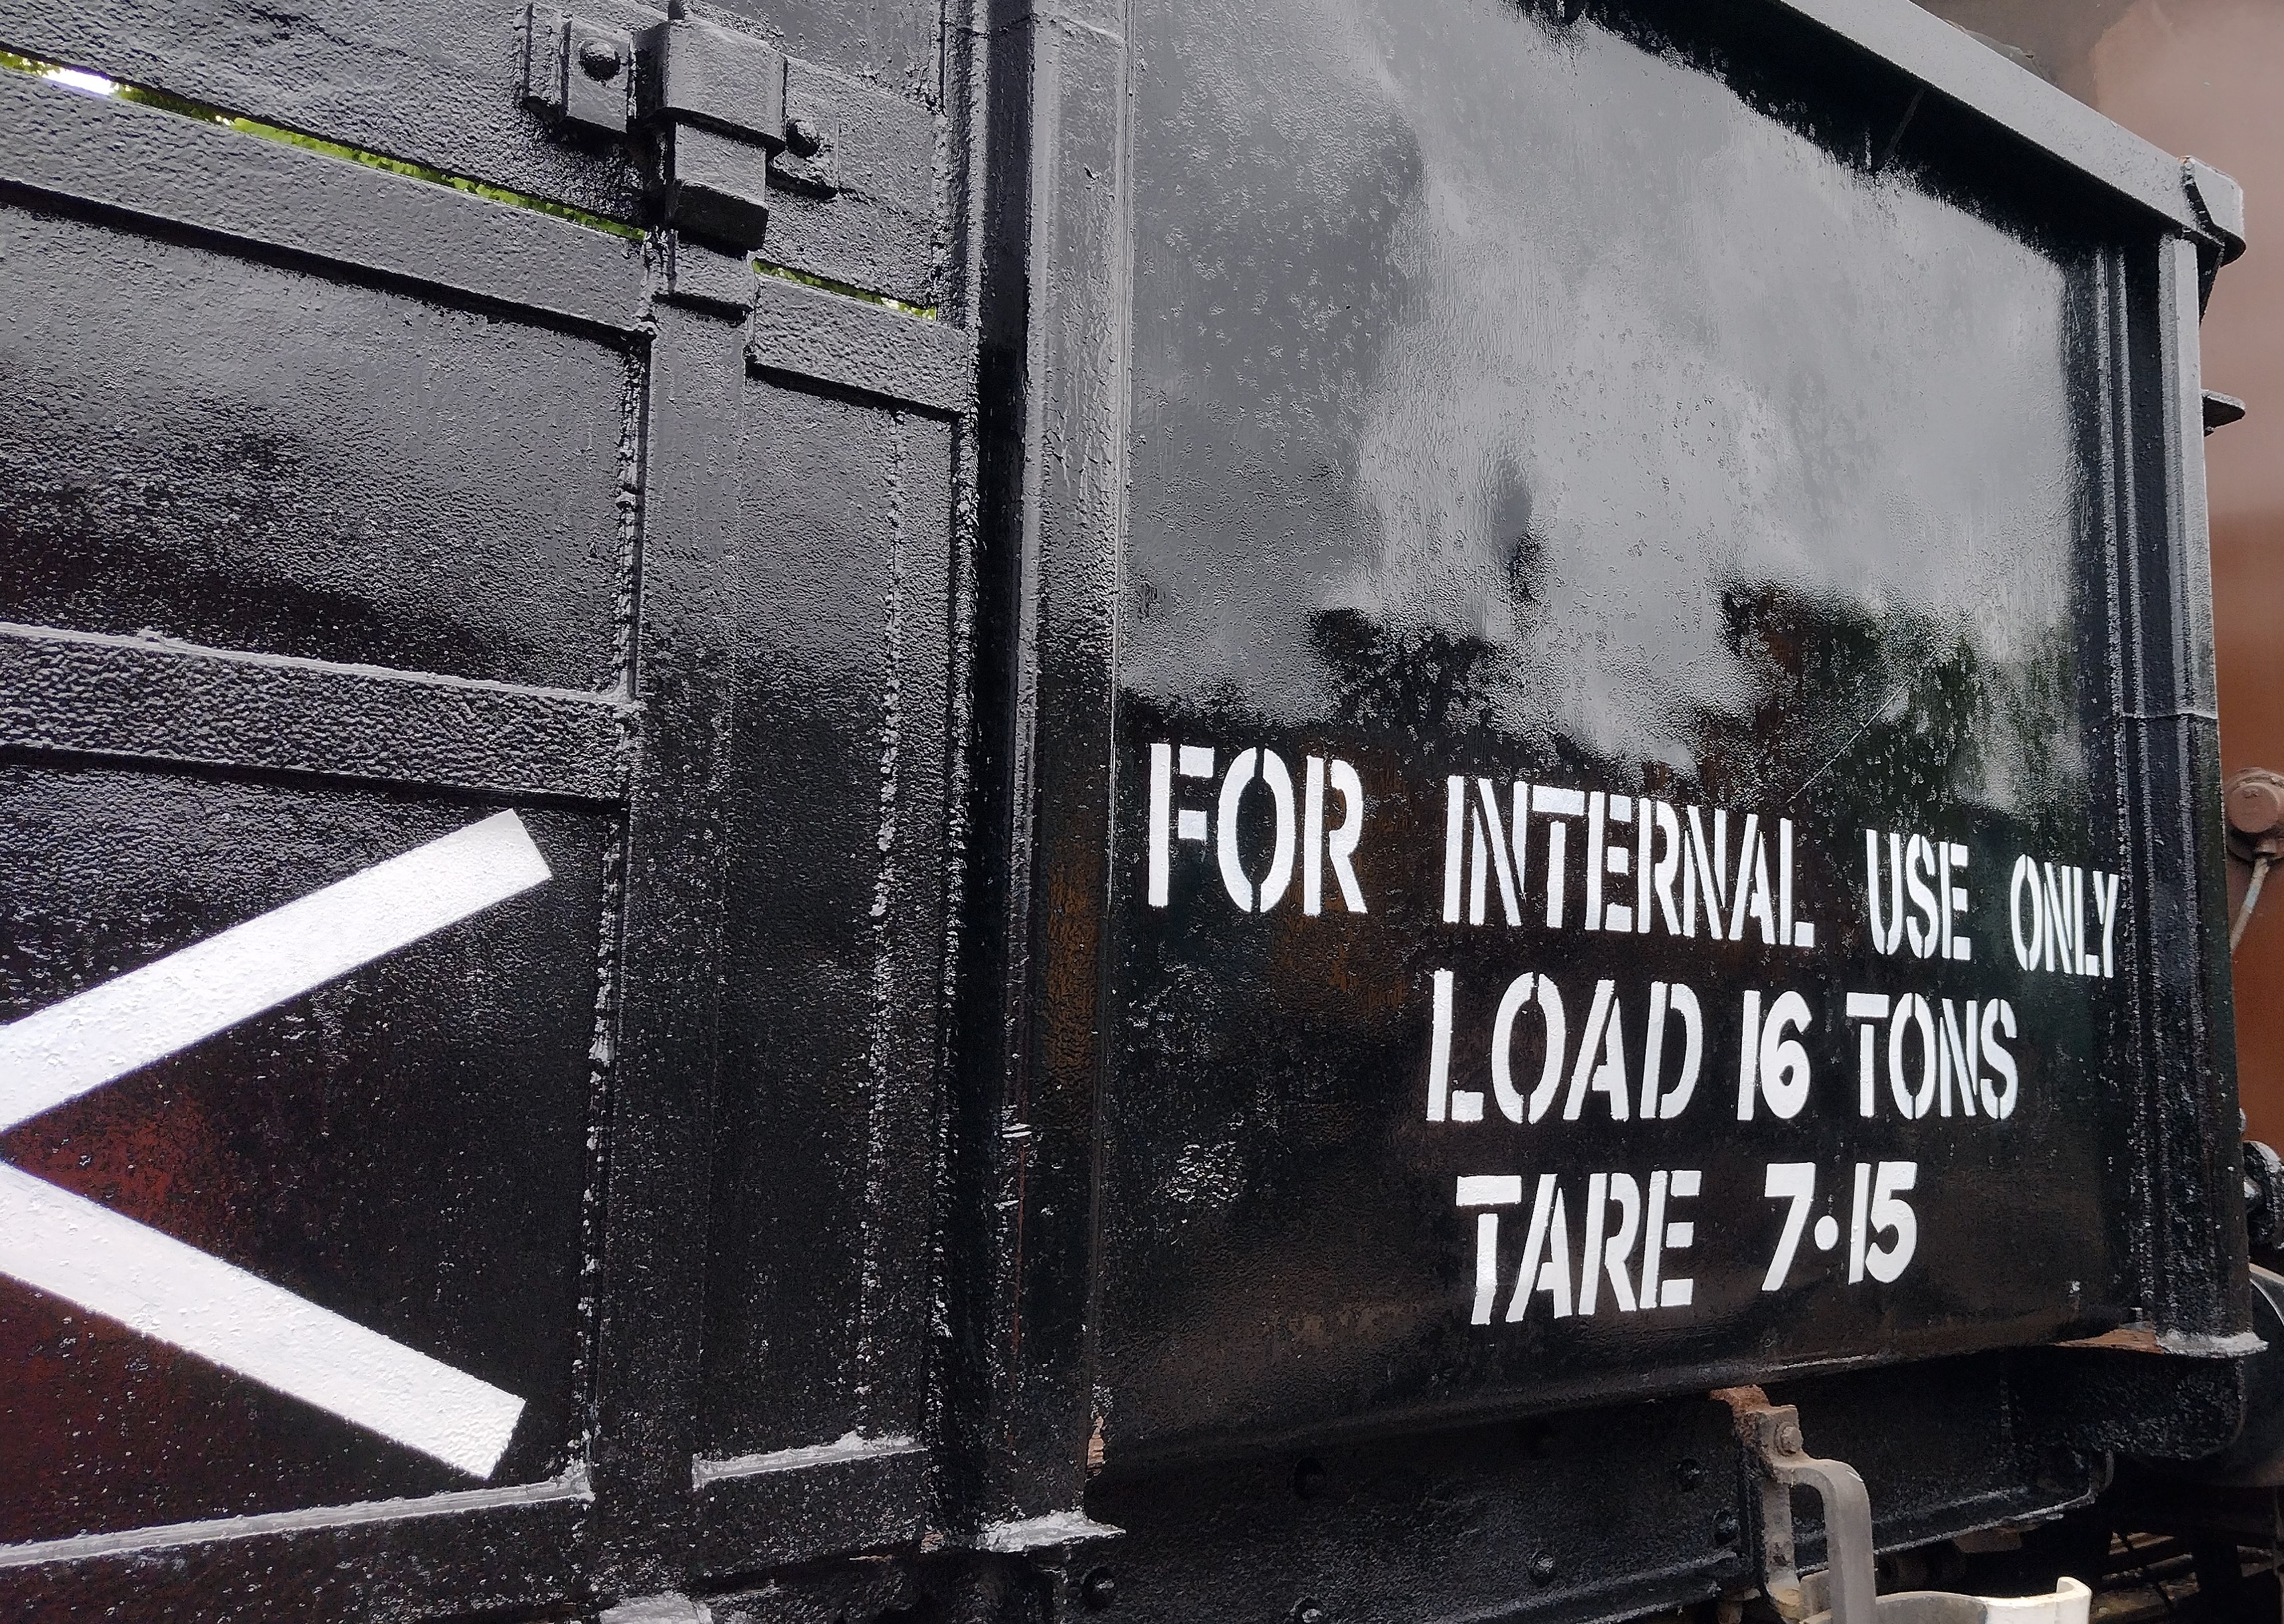 FOR INTERNAL USE ONLY
LOAD 16 TONS
TARE 7·15